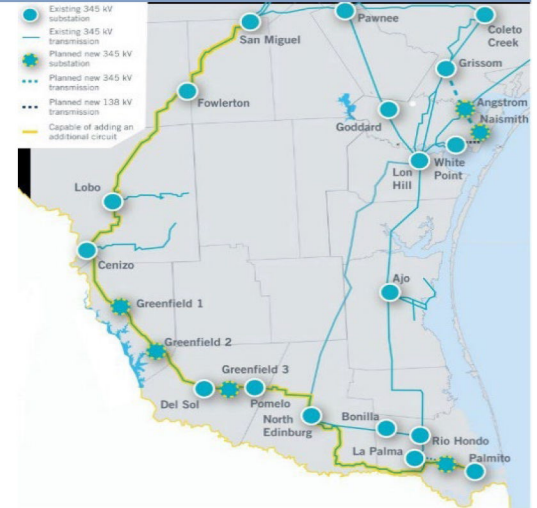 Existing 345 kV
substation
Existing 345 kV
transmission
Planned new 345 kV
substation
Planned new 345 kV
transmission
Planned new 138 kV
transmission
Capable of adding an
additional circuit
Pawnee
San Miguel
Coleto
Creek
Grissom
Fowlerton
Angstrom
Naismith
Goddard
White
Point
Lon
Hill
Lobo
Cenizo
Ajo
Greenfield 1
Greenfield 2
Greenfield 3
Del Sol
Pomelo
North
Edinburg
Bonilla
Rio Hondo
La Palma
Palmito